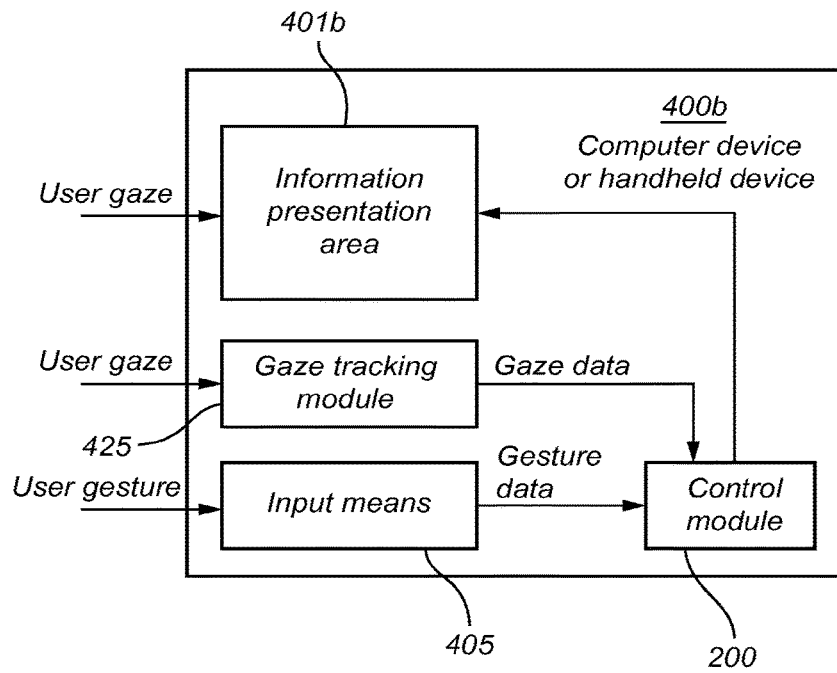 401b
400b
Computer device
or handheld device
User gaze
Information
presentation
area
User gaze
Gaze tracking
module
Gaze data
425
User gesture
Input means
Gesture
data
Control
module
405
200